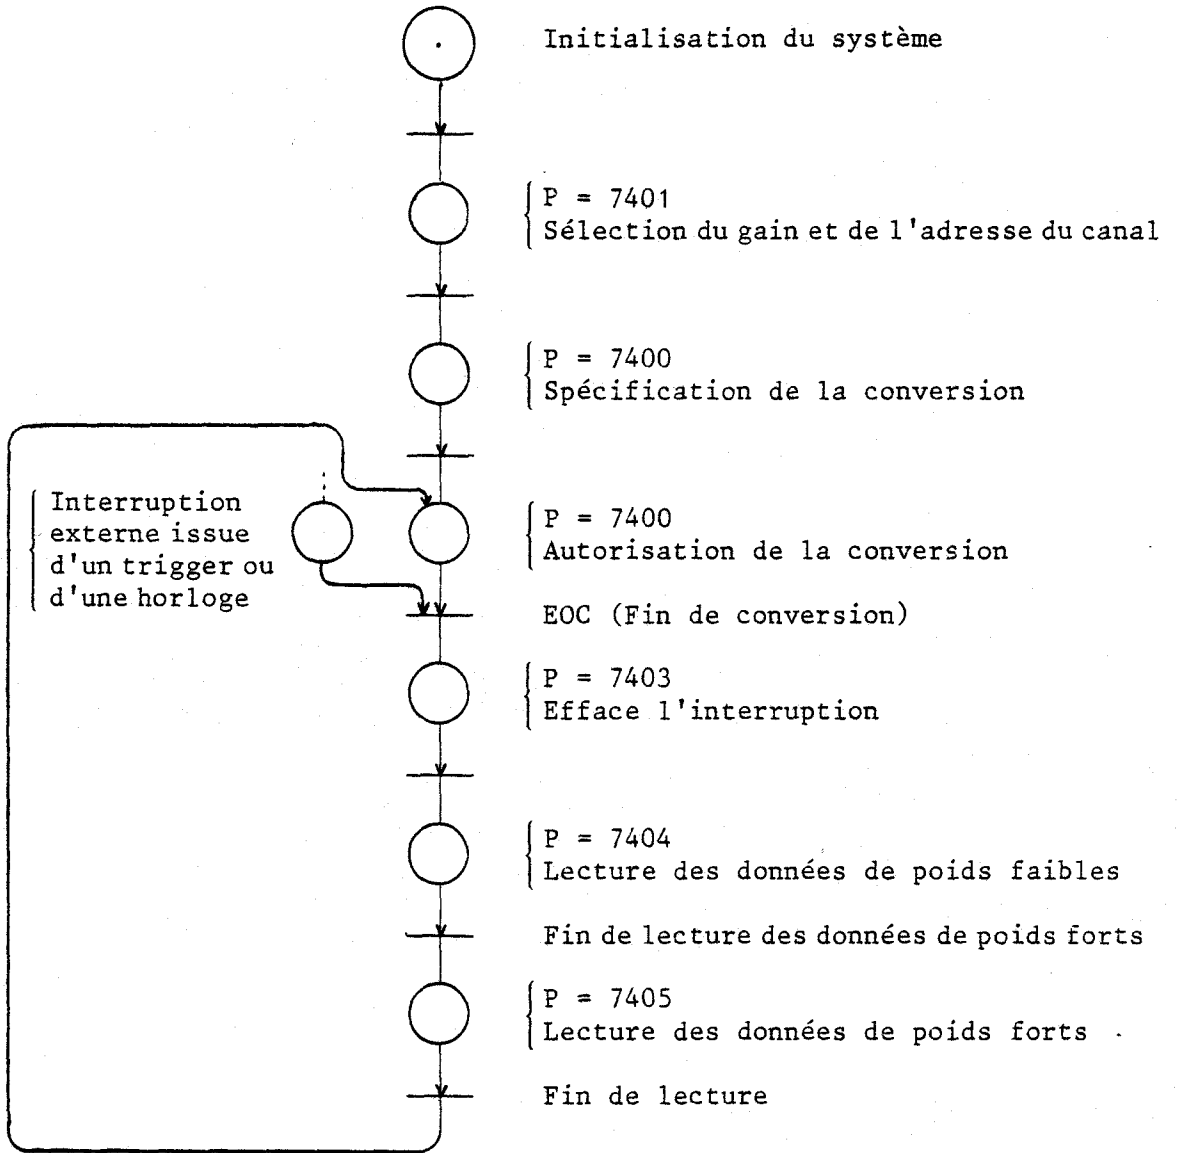 Initialisation du système
P = 7401
Sélection du gain et de l'adresse du canal
P = 7400
Spécification de la conversion
Interruption
externe issue
d'un trigger ou
d'une horloge
P = 7400
Autorisation de la conversion
EOC (Fin de conversion)
P = 7403
Efface l'interruption
P = 7404
Lecture des données de poids faibles
Fin de lecture des données de poids forts
P = 7405
Lecture des données de poids forts
Fin de lecture